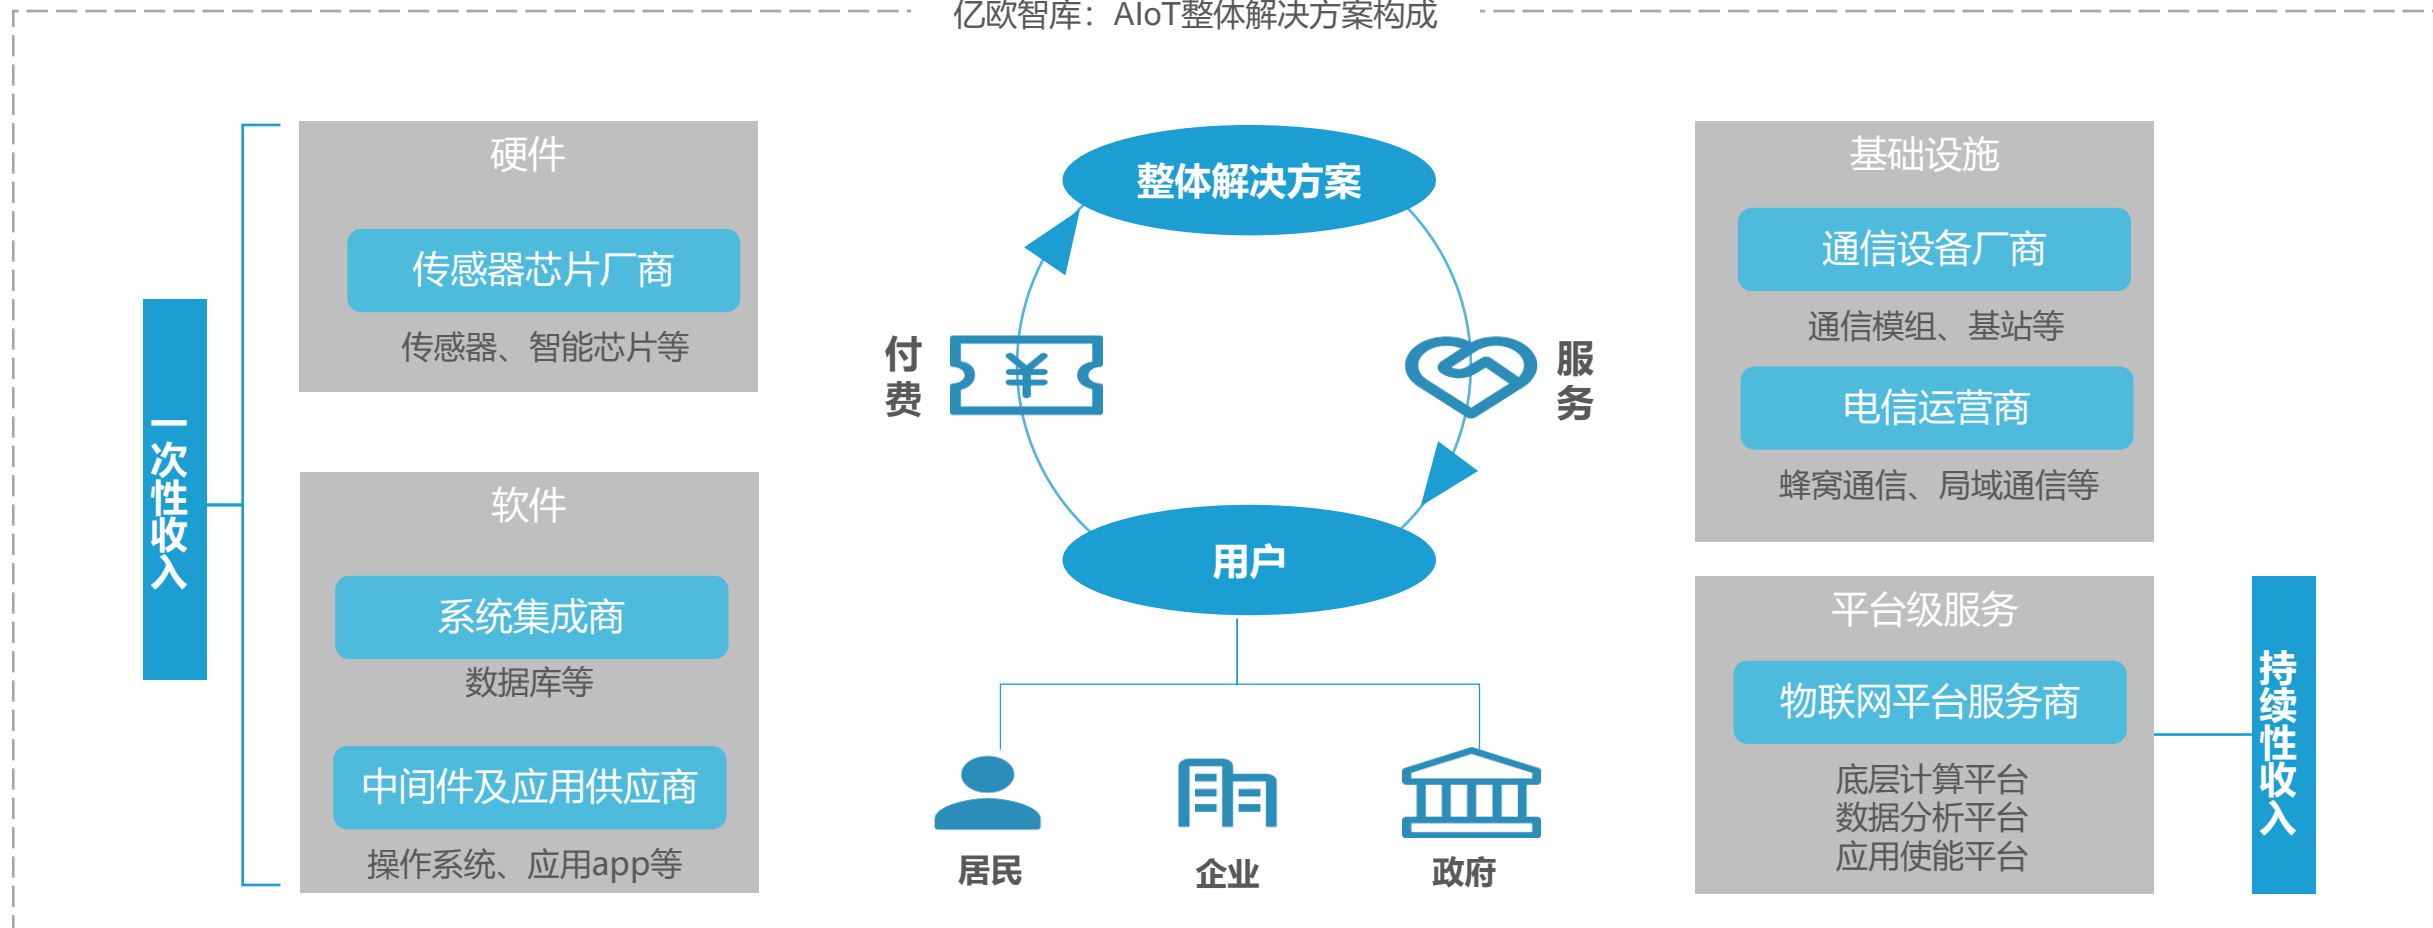 亿欧智库：AIoT整体解决方案构成
一次性收入
硬件
传感器芯片厂商
传感器、智能芯片等
软件
系统集成商
数据库等
中间件及应用供应商
操作系统、应用app等
整体解决方案
付费
¥
服务
用户
居民
企业
政府
基础设施
通信设备厂商
通信模组、基站等
电信运营商
蜂窝通信、局域通信等
平台级服务
物联网平台服务商
底层计算平台
数据分析平台
应用使能平台
持续性收入